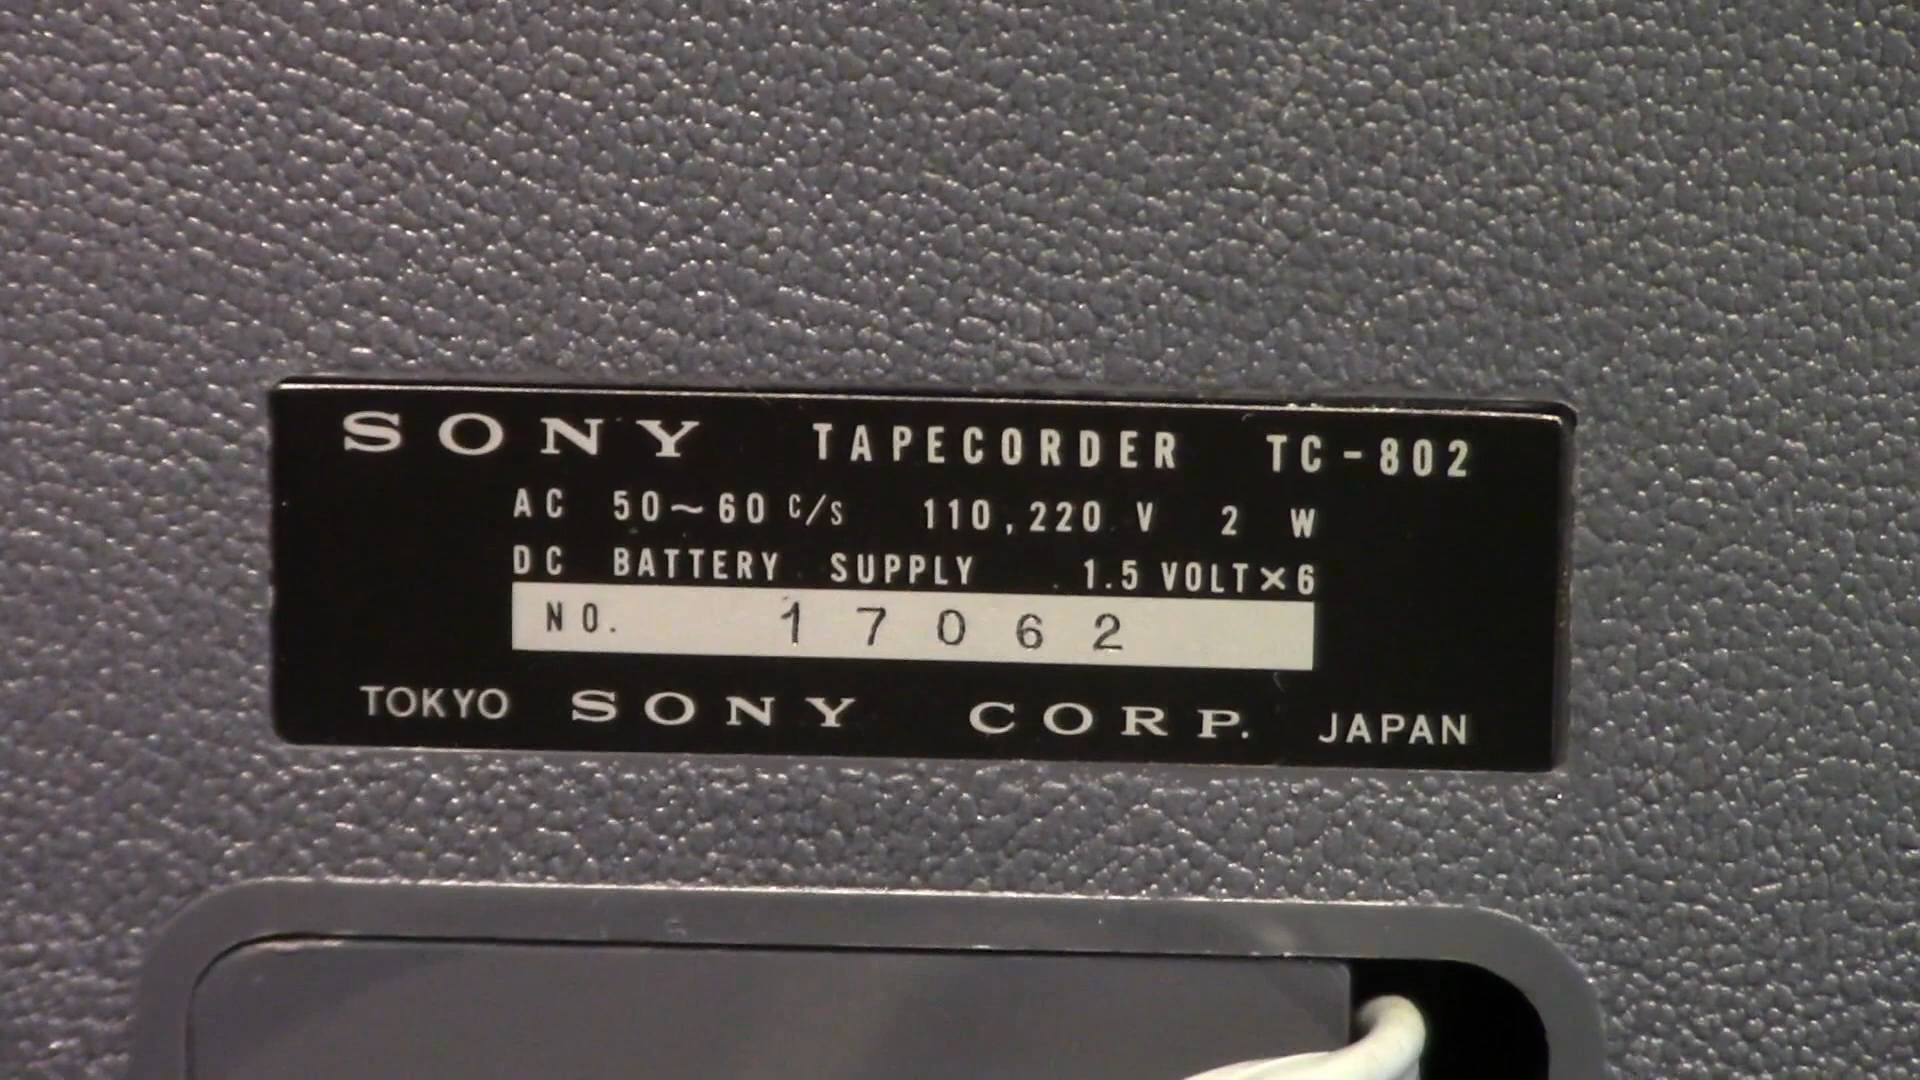 SONY TAPECORDER TC-802
AC 50~60 C/S 110,220 V 2 W
DC BATTERY SUPPLY 1.5 VOLT×6
NO. 17062
TOKYO SONY CORP. JAPAN